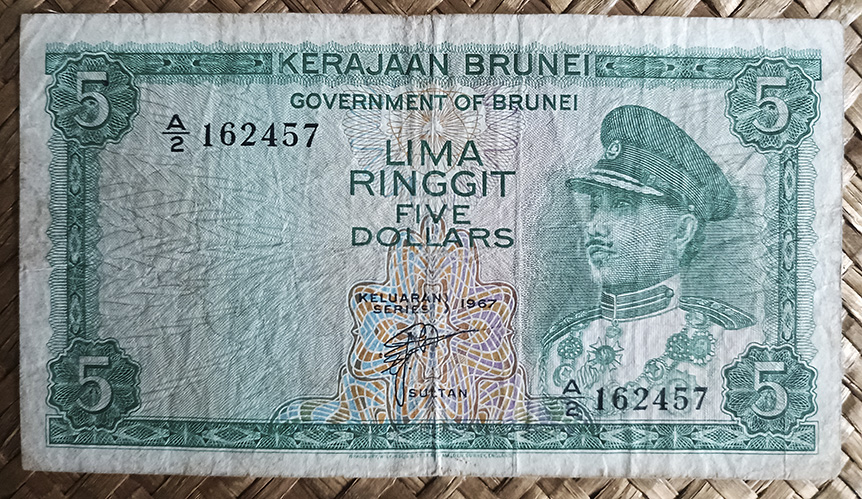 KERAJAAN BRUNEI
5 5
GOVERNMENT OF BRUNEI
A/2 162457
LIMA
RINGGIT
FIVE
DOLLARS
KELUARAN
SERIES } 1967
SULTAN
A/2 162457
5 5